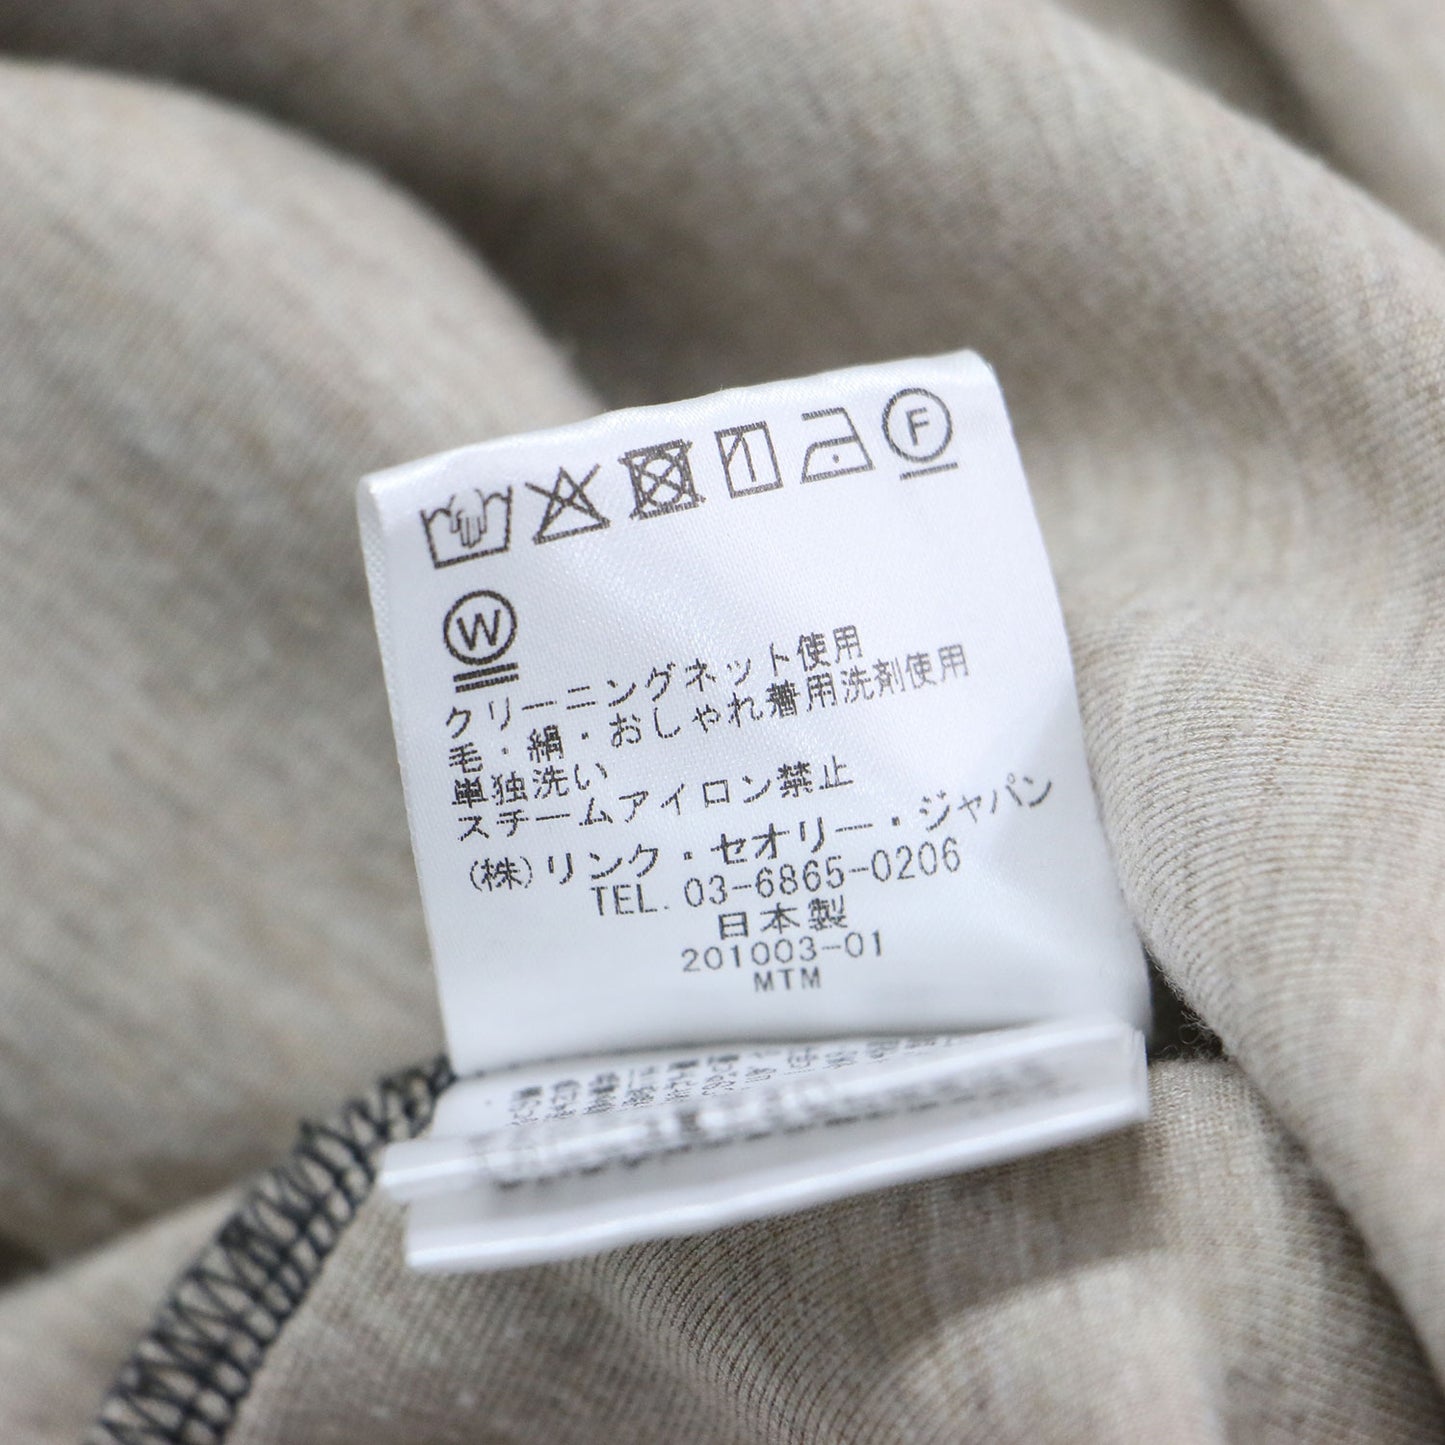 F
W
クリーニングネット使用
毛・絹・おしゃれ着用洗剤使用
単独洗い
スチームアイロン禁止
(株)リンク・セオリー・ジャパン
TEL. 03-6865-0206
日本製
201003-01
MTM